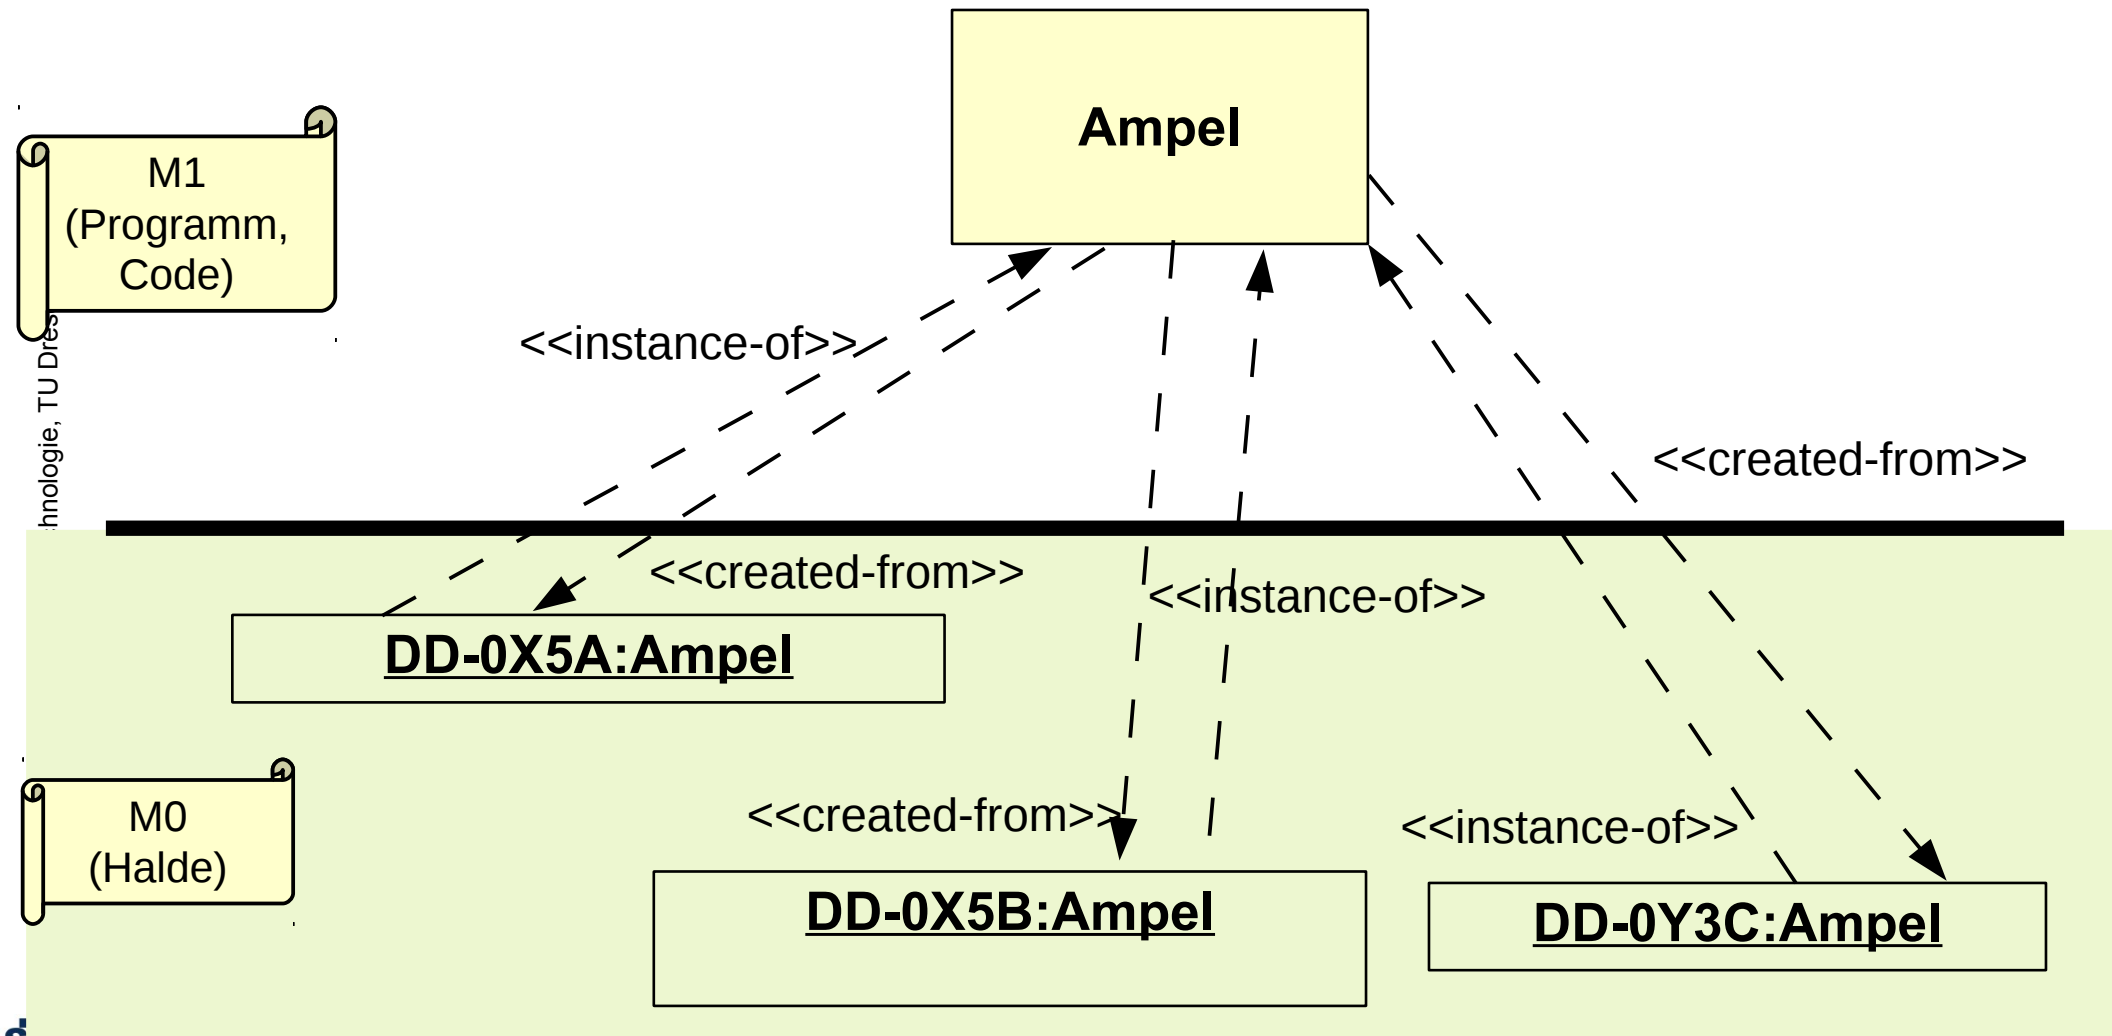 Ampel
M1
(Programm,
Code)
<<instance-of>>
<<created-from>>
<<created-from>>
<<instance-of>>
DD-0X5A:Ampel
M0
(Halde)
<<created-from>>
<<instance-of>>
DD-0X5B:Ampel
DD-0Y3C:Ampel
TU